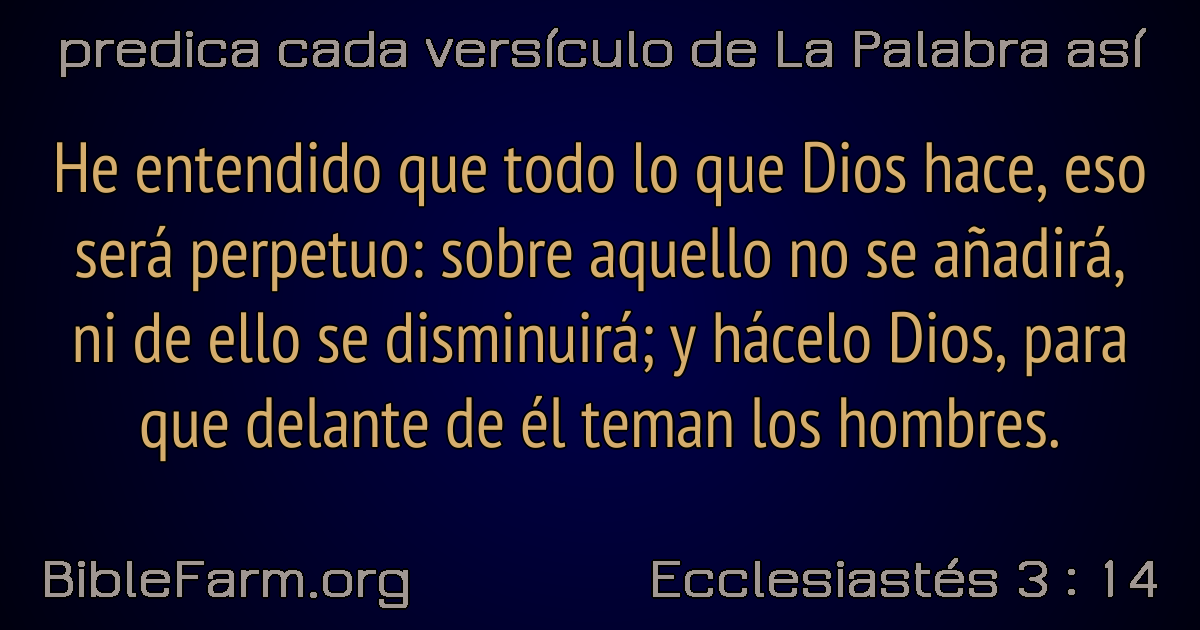 predica cada versículo de La Palabra así
He entendido que todo lo que Dios hace, eso
será perpetuo: sobre aquello no se añadirá,
ni de ello se disminuirá; y hácelo Dios, para
que delante de él teman los hombres.
BibleFarm.org
Ecclesiastés 3 : 14